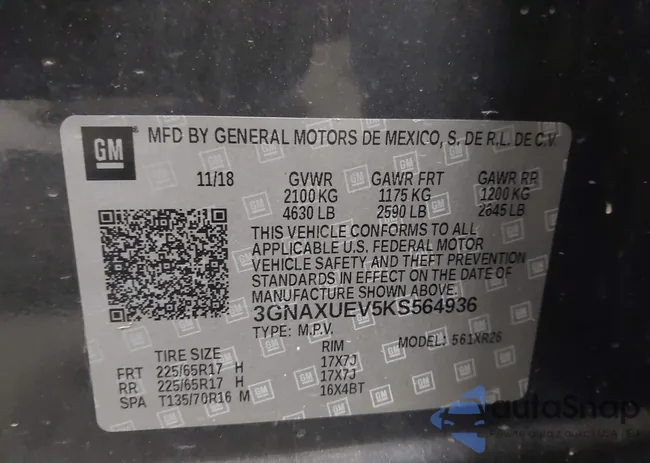 GM
MFD BY GENERAL MOTORS DE MEXICO, S. DE R.L. DE C.V.
11/18 GVWR GAWR FRT GAWR RR
2100 KG 1175 KG 1200 KG
4630 LB 2590 LB 2645 LB
THIS VEHICLE CONFORMS TO ALL
APPLICABLE U.S. FEDERAL MOTOR
VEHICLE SAFETY AND THEFT PREVENTION
STANDARDS IN EFFECT ON THE DATE OF
MANUFACTURE SHOWN ABOVE.
3GNAXUEV5KS564936
TYPE: M.P.V. MODEL: 561XR26
TIRE SIZE RIM
FRT 225/65R17 H 17X7J
RR 225/65R17 H 17X7J
SPA T135/70R16 M 16X4BT
autoSnap